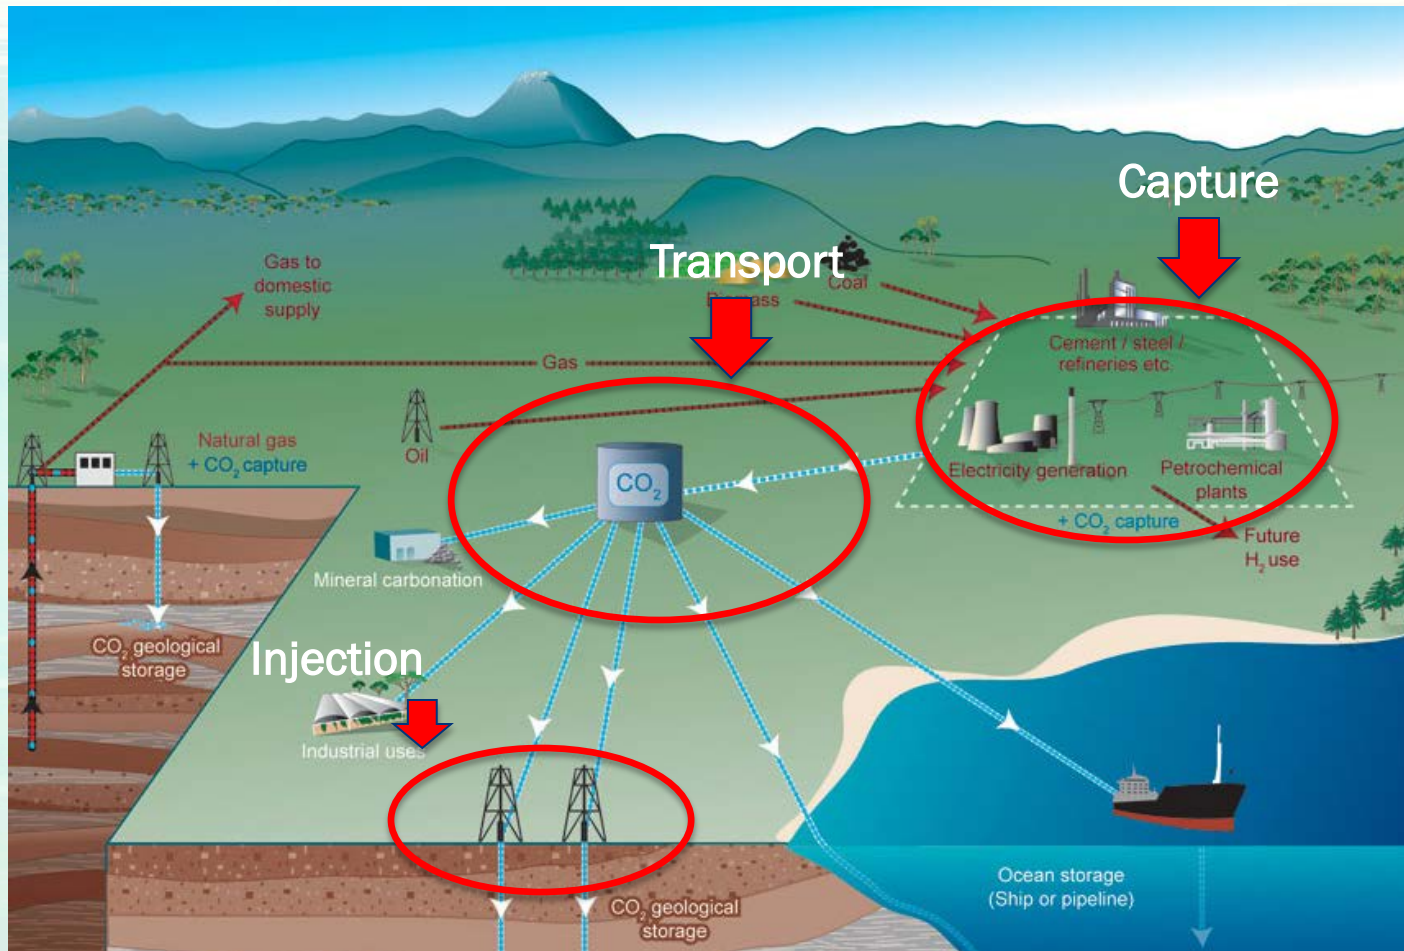 Capture
Transport
Gas to
domestic
supply
Biomass
Coal
Cement / steel /
refineries etc.
Gas
Oil
Natural gas
+ CO₂ capture
CO₂
Electricity generation
Petrochemical
plants
+ CO₂ capture
Future
H₂ use
Mineral carbonation
CO₂ geological
storage
Injection
Industrial uses
Ocean storage
(Ship or pipeline)
CO₂ geological
storage